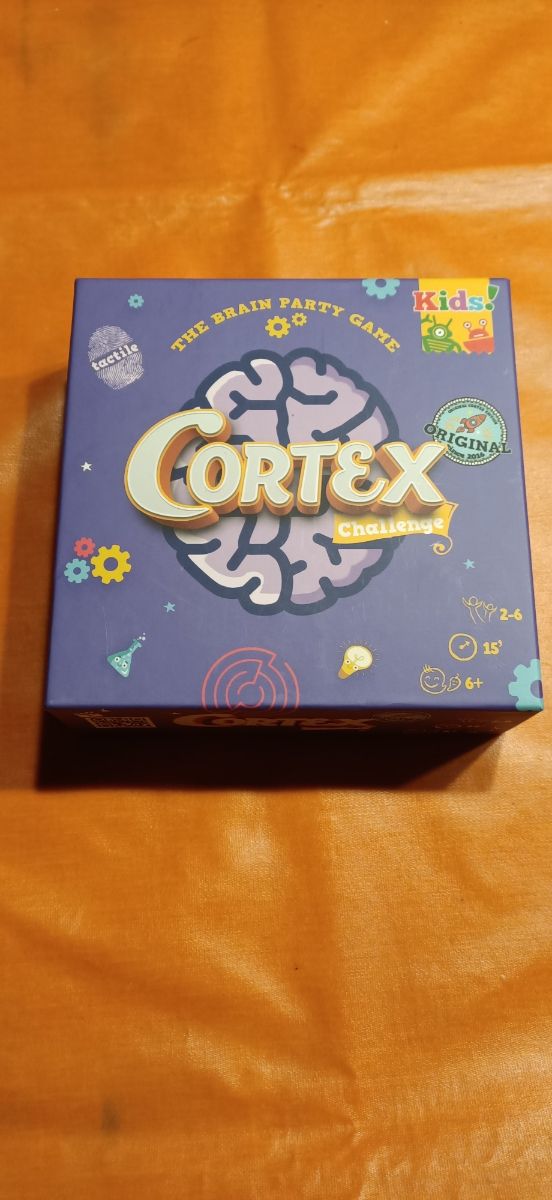 THE BRAIN PARTY GAME
Kids!
tactile
ORIGINAL
CORTEX
Challenge
2-6
15'
6+
CORTEX